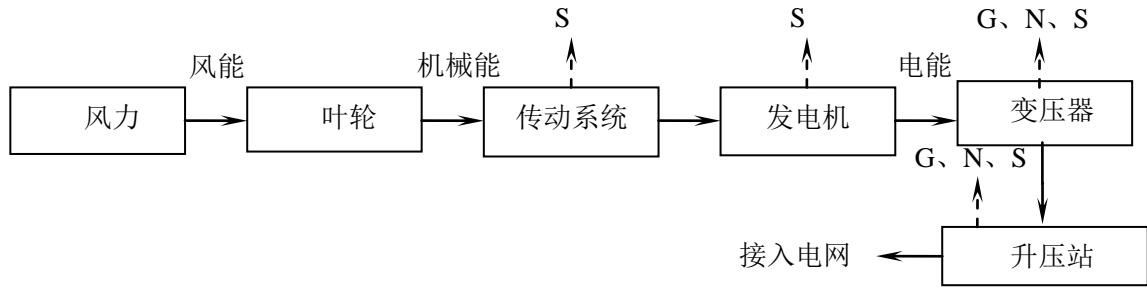 S
S
G、N、S
风能
机械能
电能
风力
叶轮
传动系统
发电机
变压器
G、N、S
接入电网
升压站